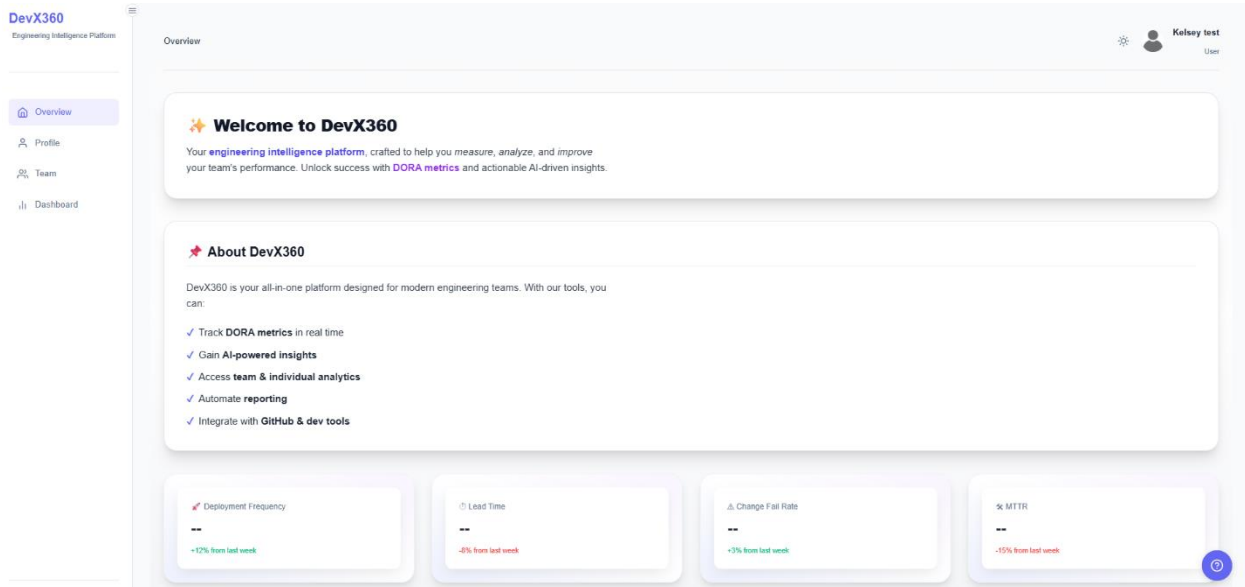 DevX360
Engineering Intelligence Platform
Overview
Kelsey test
User
Overview
Profile
Team
Dashboard
Welcome to DevX360
Your engineering intelligence platform, crafted to help you measure, analyze, and improve
your team's performance. Unlock success with DORA metrics and actionable AI-driven insights.
About DevX360
DevX360 is your all-in-one platform designed for modern engineering teams. With our tools, you
can:
✓ Track DORA metrics in real time
✓ Gain AI-powered insights
✓ Access team & individual analytics
✓ Automate reporting
✓ Integrate with GitHub & dev tools
Deployment Frequency
--
+12% from last week
Lead Time
--
-8% from last week
Change Fail Rate
--
+3% from last week
MTTR
--
-15% from last week